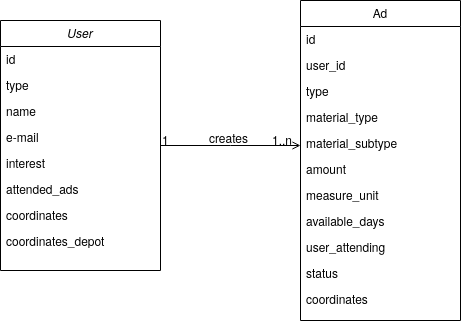 User
id
type
name
e-mail
interest
attended_ads
coordinates
coordinates_depot
1 creates 1..n
Ad
id
user_id
type
material_type
material_subtype
amount
measure_unit
available_days
user_attending
status
coordinates